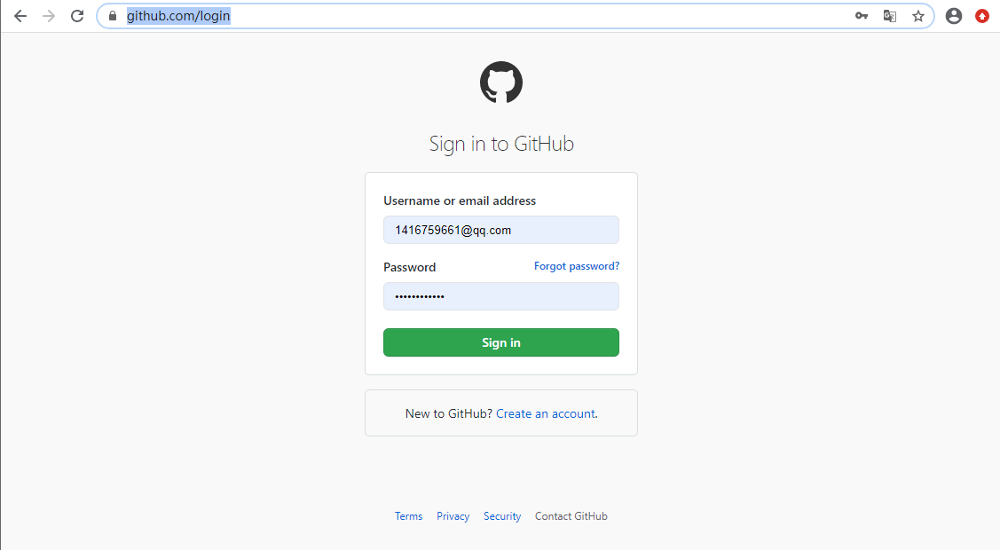 github.com/login
Sign in to GitHub
Username or email address
1416759661@qq.com
Password Forgot password?
••••••••••••
Sign in
New to GitHub? Create an account.
Terms Privacy Security Contact GitHub